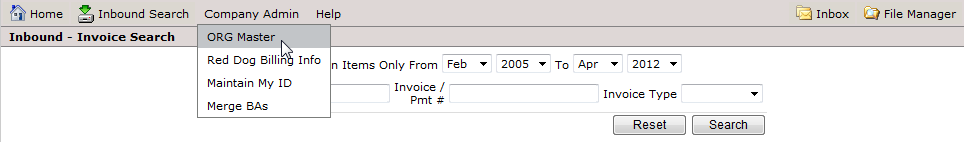 Home Inbound Search Company Admin Help Inbox File Manager
Inbound - Invoice Search
ORG Master
Red Dog Billing Info
Maintain My ID
Merge BAs
Items Only From Feb 2005 To Apr 2012
Invoice / Pmt # Invoice Type
Reset Search